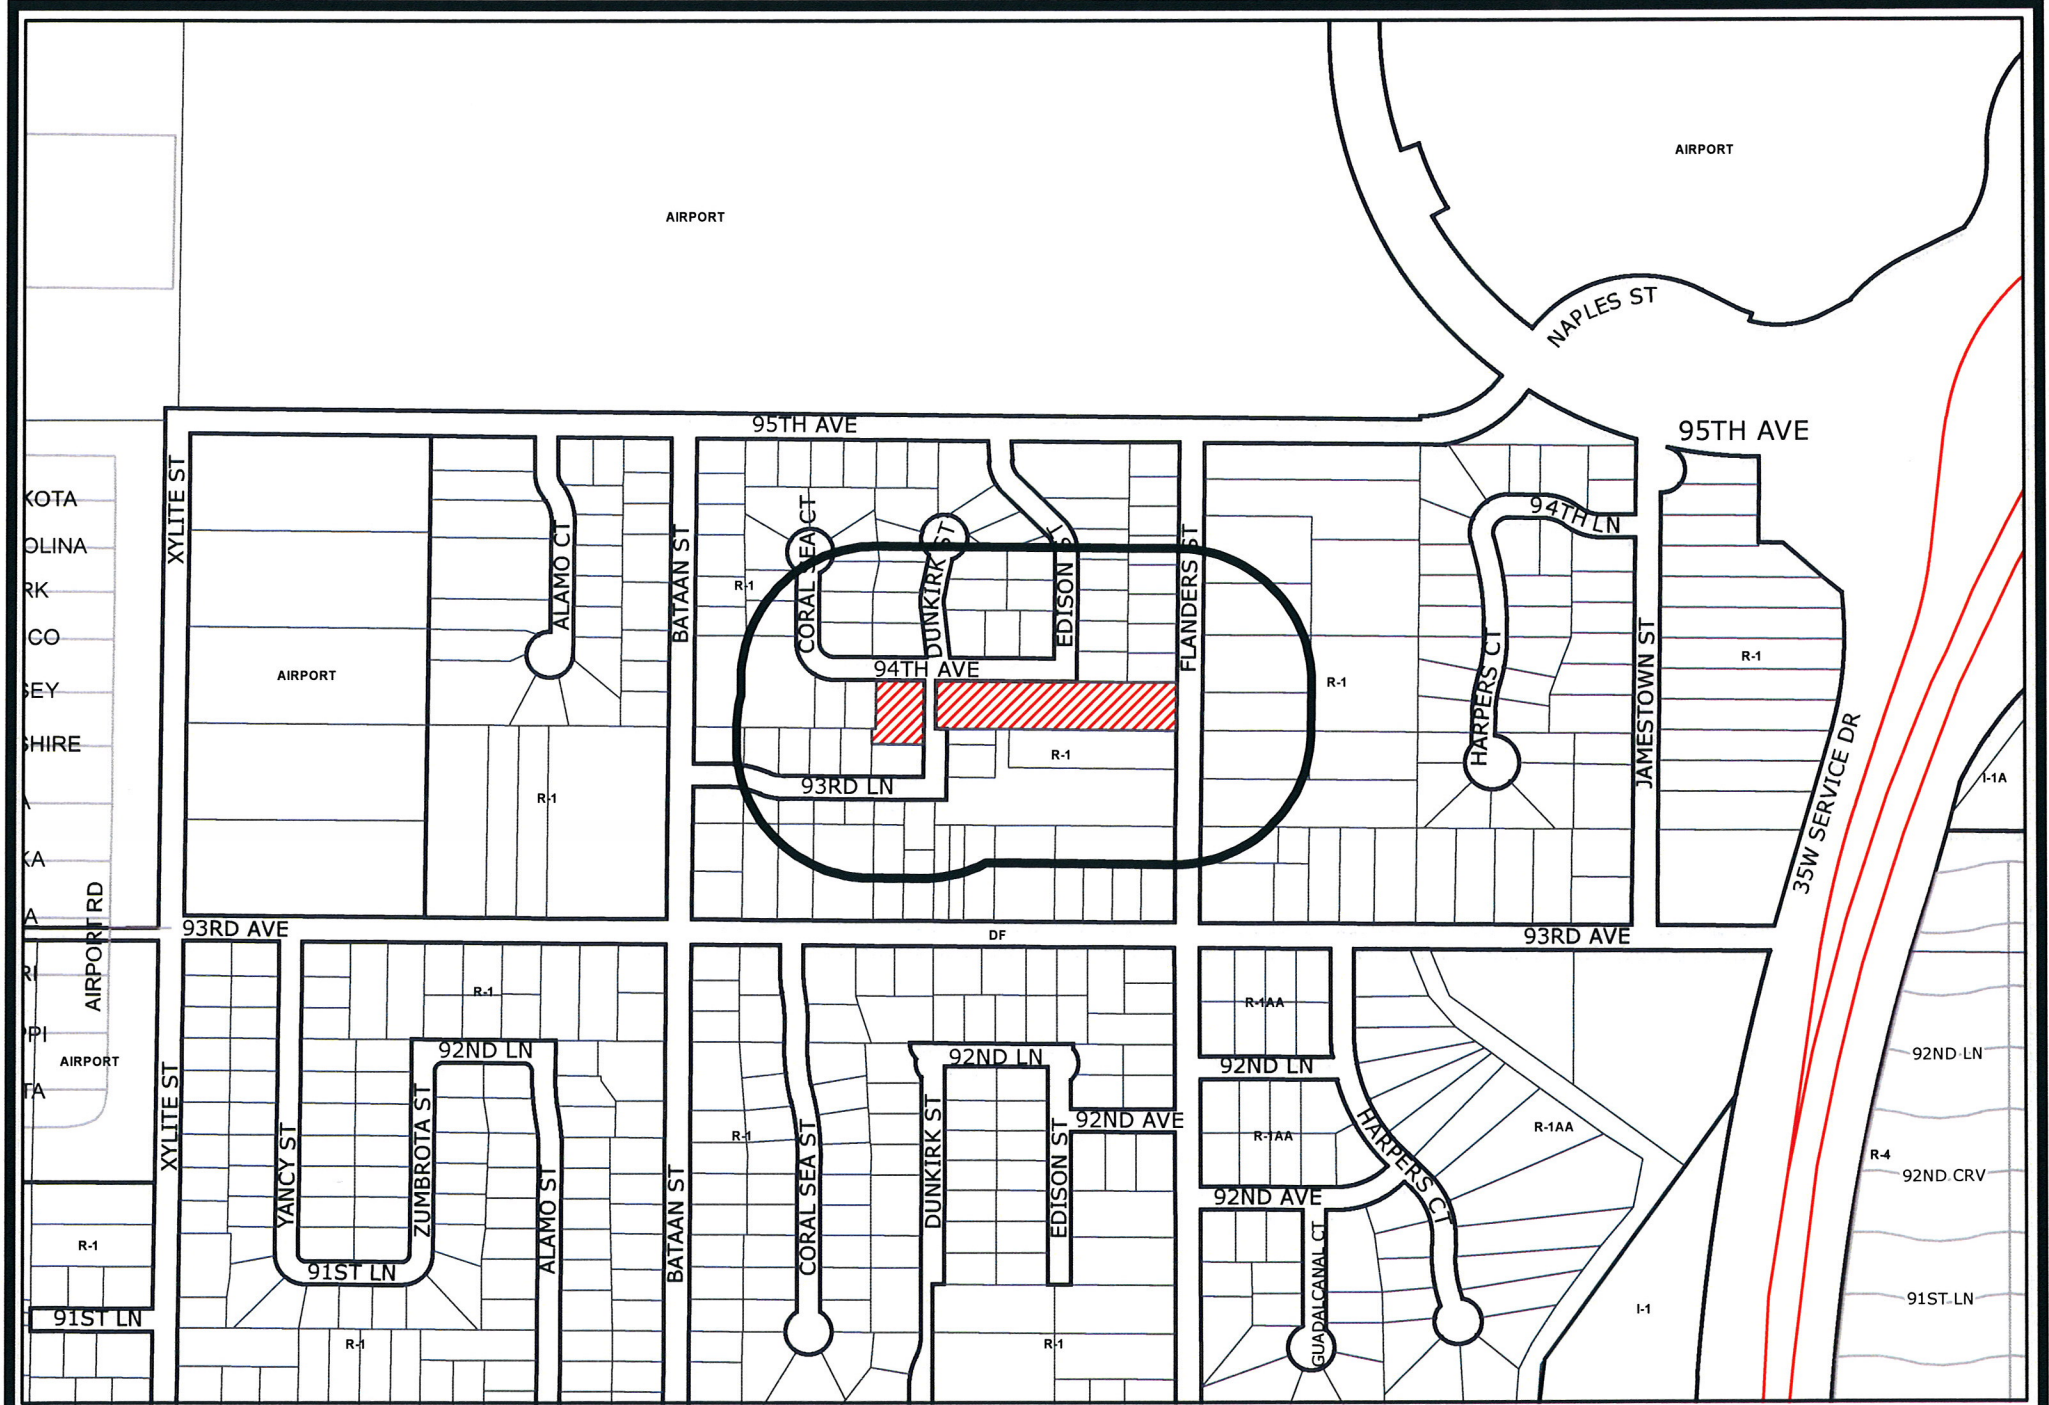 AIRPORT
AIRPORT
NAPLES ST
95TH AVE
95TH AVE
XYLITE ST
KOTA
OLINA
RK
CO
SEY
SHIRE
A
KA
A
RI
PPI
TA
AIRPORT RD
AIRPORT
ALAMO CT
BATAAN ST
R-1
CORAL SEA CT
DUNKIRK ST
EDISON ST
FLANDERS ST
94TH AVE
R-1
93RD LN
R-1
R-1
94TH LN
HARPERS CT
JAMESTOWN ST
R-1
35W SERVICE DR
I-1A
93RD AVE
DF
93RD AVE
AIRPORT
XYLITE ST
YANCY ST
R-1
92ND LN
ZUMBROTA ST
ALAMO ST
91ST LN
R-1
R-1
91ST LN
BATAAN ST
R-1
CORAL SEA ST
DUNKIRK ST
92ND LN
EDISON ST
92ND AVE
R-1
R-1AA
92ND LN
R-1AA
92ND AVE
HARPERS CT
R-1AA
GUADALCANAL CT
I-1
R-4
92ND LN
92ND CRV
91ST LN